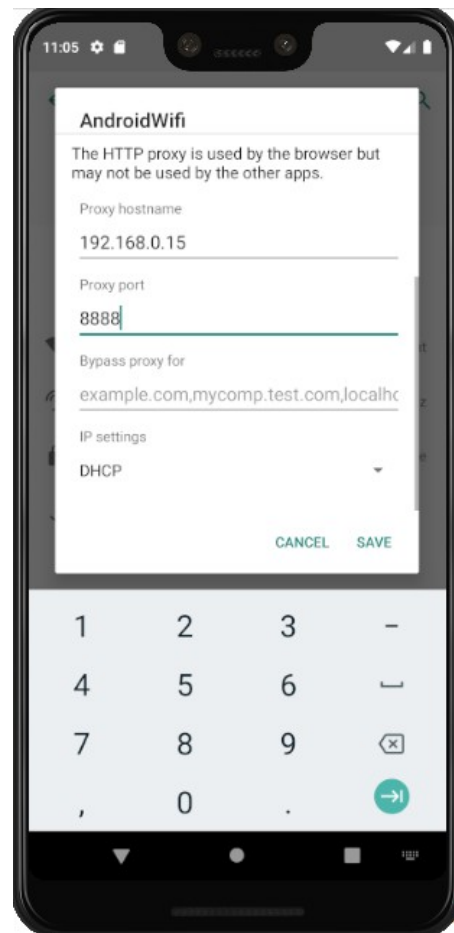 11:05
AndroidWifi
The HTTP proxy is used by the browser but
may not be used by the other apps.
Proxy hostname
192.168.0.15
Proxy port
8888
Bypass proxy for
example.com,mycomp.test.com,localhc
IP settings
DHCP
CANCEL SAVE
1 2 3 -
4 5 6
7 8 9
, 0 .